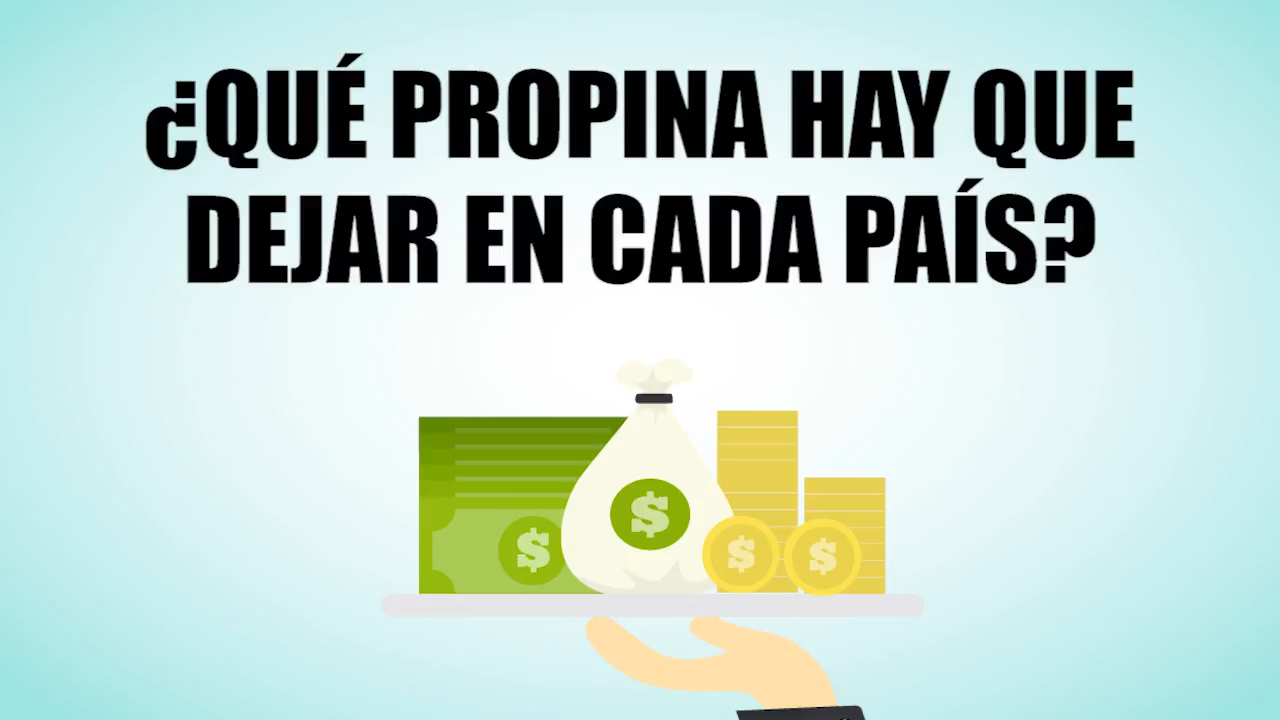 ¿QUÉ PROPINA HAY QUE
DEJAR EN CADA PAÍS?
$ $ $ $